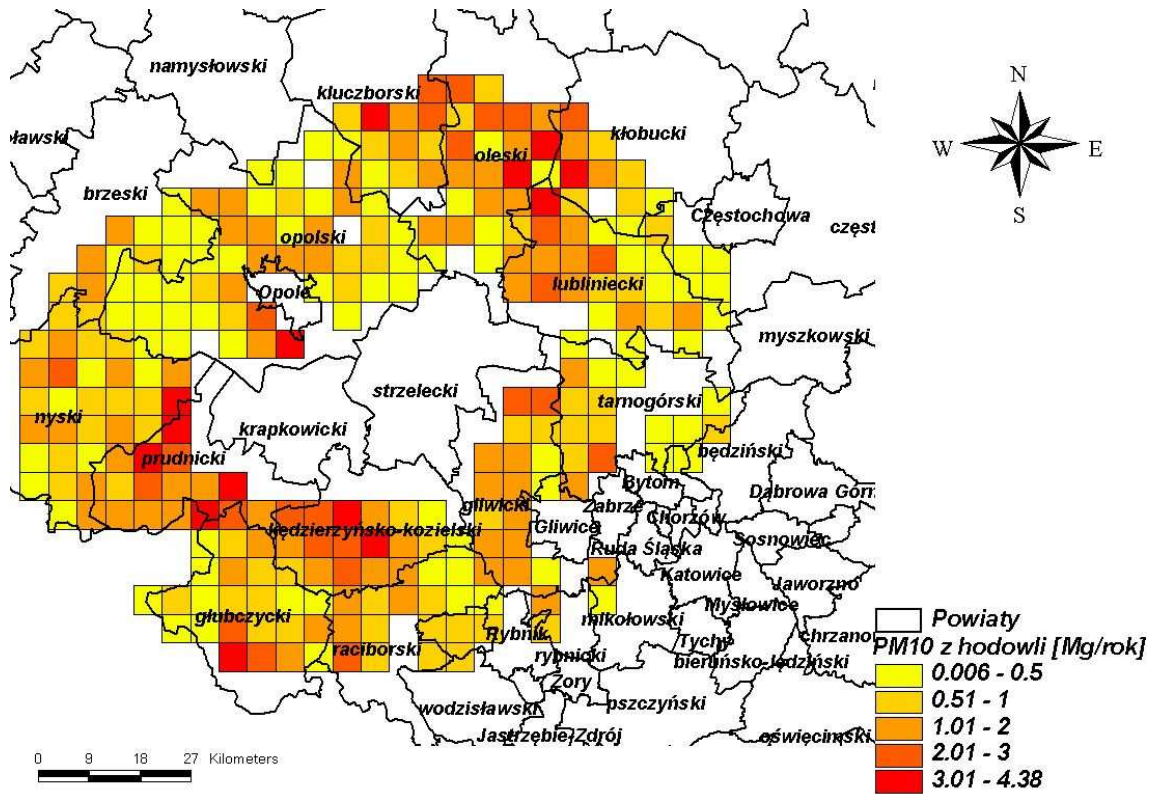 namysłowski
kluczborski
kłobucki
oleski
brzeski
Częstochowa
opolski
Opole
lubliniecki
myszkowski
strzelecki
tarnogórski
nyski
krapkowicki
będziński
prudnicki
Bytom
Dąbrowa Górn
gliwicki
Zabrze
Chorzów
kędzierzyńsko-kozielski
Gliwice
Sosnowiec
Ruda Śląska
Katowice
Jaworzno
Mysłowice
głubczycki
mikołowski
Rybnik
Tychy
chrzano
raciborski
rybnicki
bieruńsko-lędziński
Żory
wodzisławski
pszczyński
Jastrzębie-Zdrój
oświęcimski
częst
ławski
N
W E
S
Powiaty
PM10 z hodowli [Mg/rok]
0.006 - 0.5
0.51 - 1
1.01 - 2
2.01 - 3
3.01 - 4.38
0 9 18 27 Kilometers